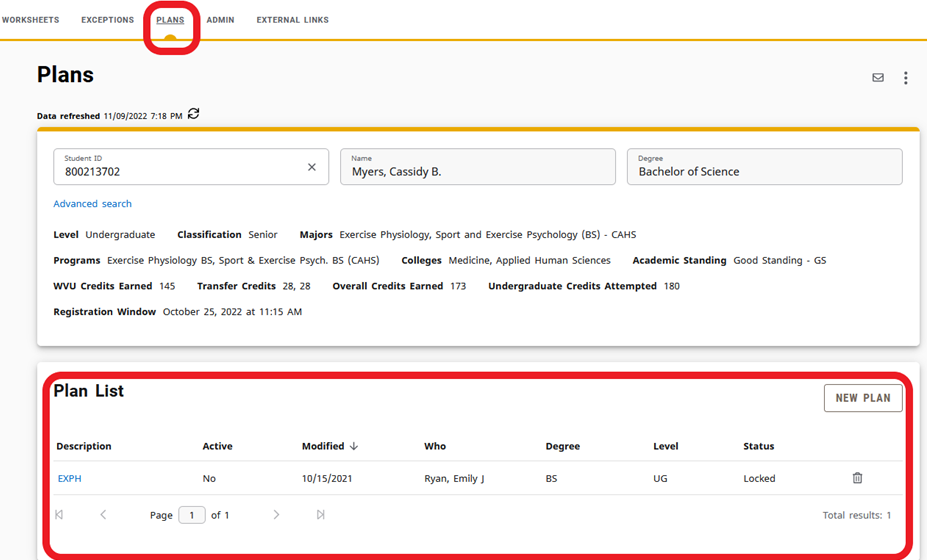 WORKSHEETS EXCEPTIONS PLANS ADMIN EXTERNAL LINKS
Plans
Data refreshed 11/09/2022 7:18 PM
Student ID Name Degree
800213702 Myers, Cassidy B. Bachelor of Science
Advanced search
Level Undergraduate Classification Senior Majors Exercise Physiology, Sport and Exercise Psychology (BS) - CAHS
Programs Exercise Physiology BS, Sport & Exercise Psych. BS (CAHS) Colleges Medicine, Applied Human Sciences Academic Standing Good Standing - GS
WVU Credits Earned 145 Transfer Credits 28, 28 Overall Credits Earned 173 Undergraduate Credits Attempted 180
Registration Window October 25, 2022 at 11:15 AM
Plan List NEW PLAN
Description Active Modified Who Degree Level Status
EXPH No 10/15/2021 Ryan, Emily J BS UG Locked
Page 1 of 1 Total results: 1